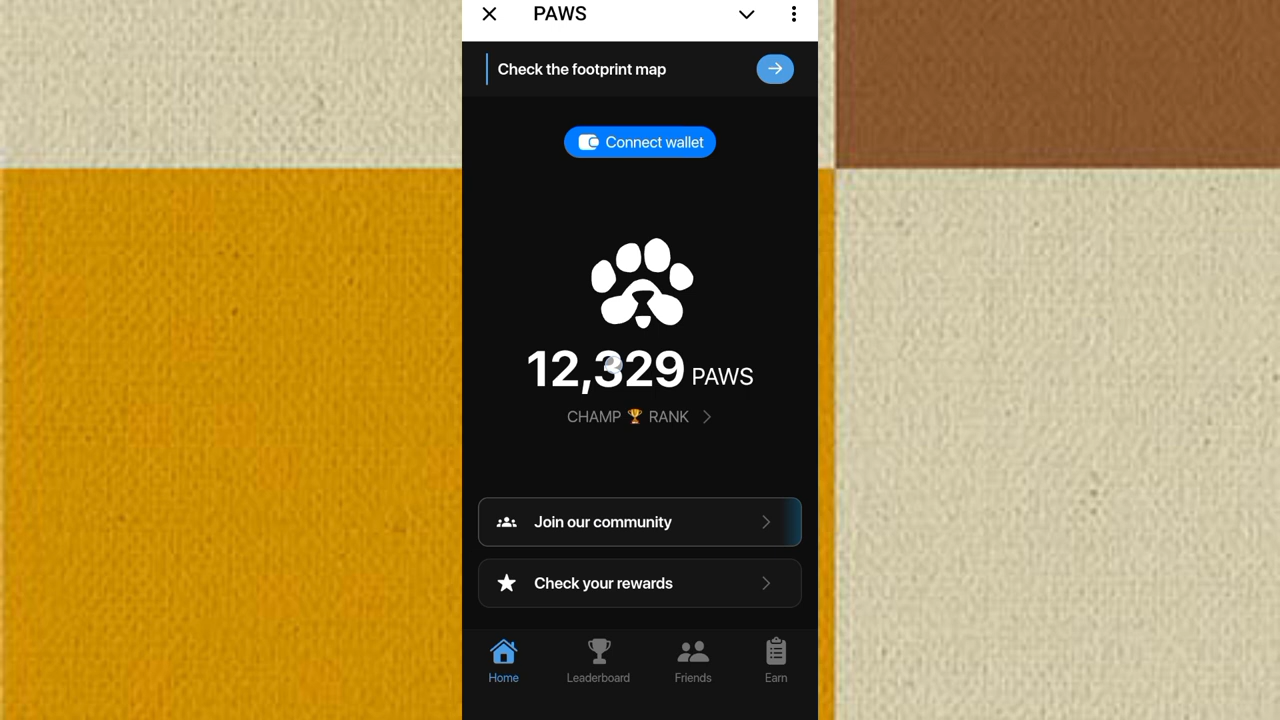 PAWS
Check the footprint map
Connect wallet
12,329 PAWS
CHAMP 🏆 RANK
Join our community
Check your rewards
Home
Leaderboard
Friends
Earn